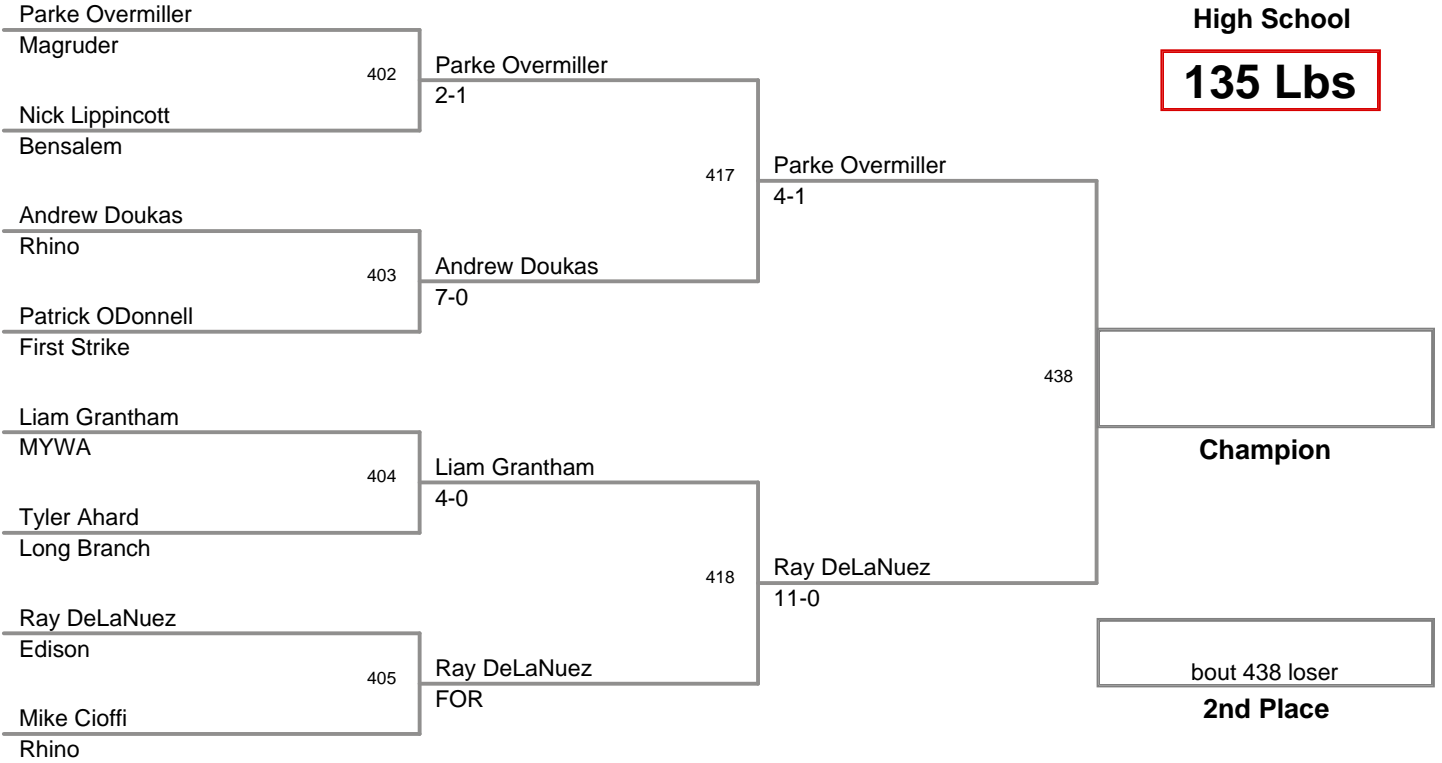 Parke Overmiller
Magruder
402
Nick Lippincott
Bensalem
Andrew Doukas
Rhino
403
Patrick ODonnell
First Strike
Liam Grantham
MYWA
404
Tyler Ahard
Long Branch
Ray DeLaNuez
Edison
405
Mike Cioffi
Rhino
Parke Overmiller
2-1
417
Andrew Doukas
7-0
Liam Grantham
4-0
418
Ray DeLaNuez
FOR
Parke Overmiller
4-1
438
Ray DeLaNuez
11-0
High School
135 Lbs
Champion
bout 438 loser
2nd Place